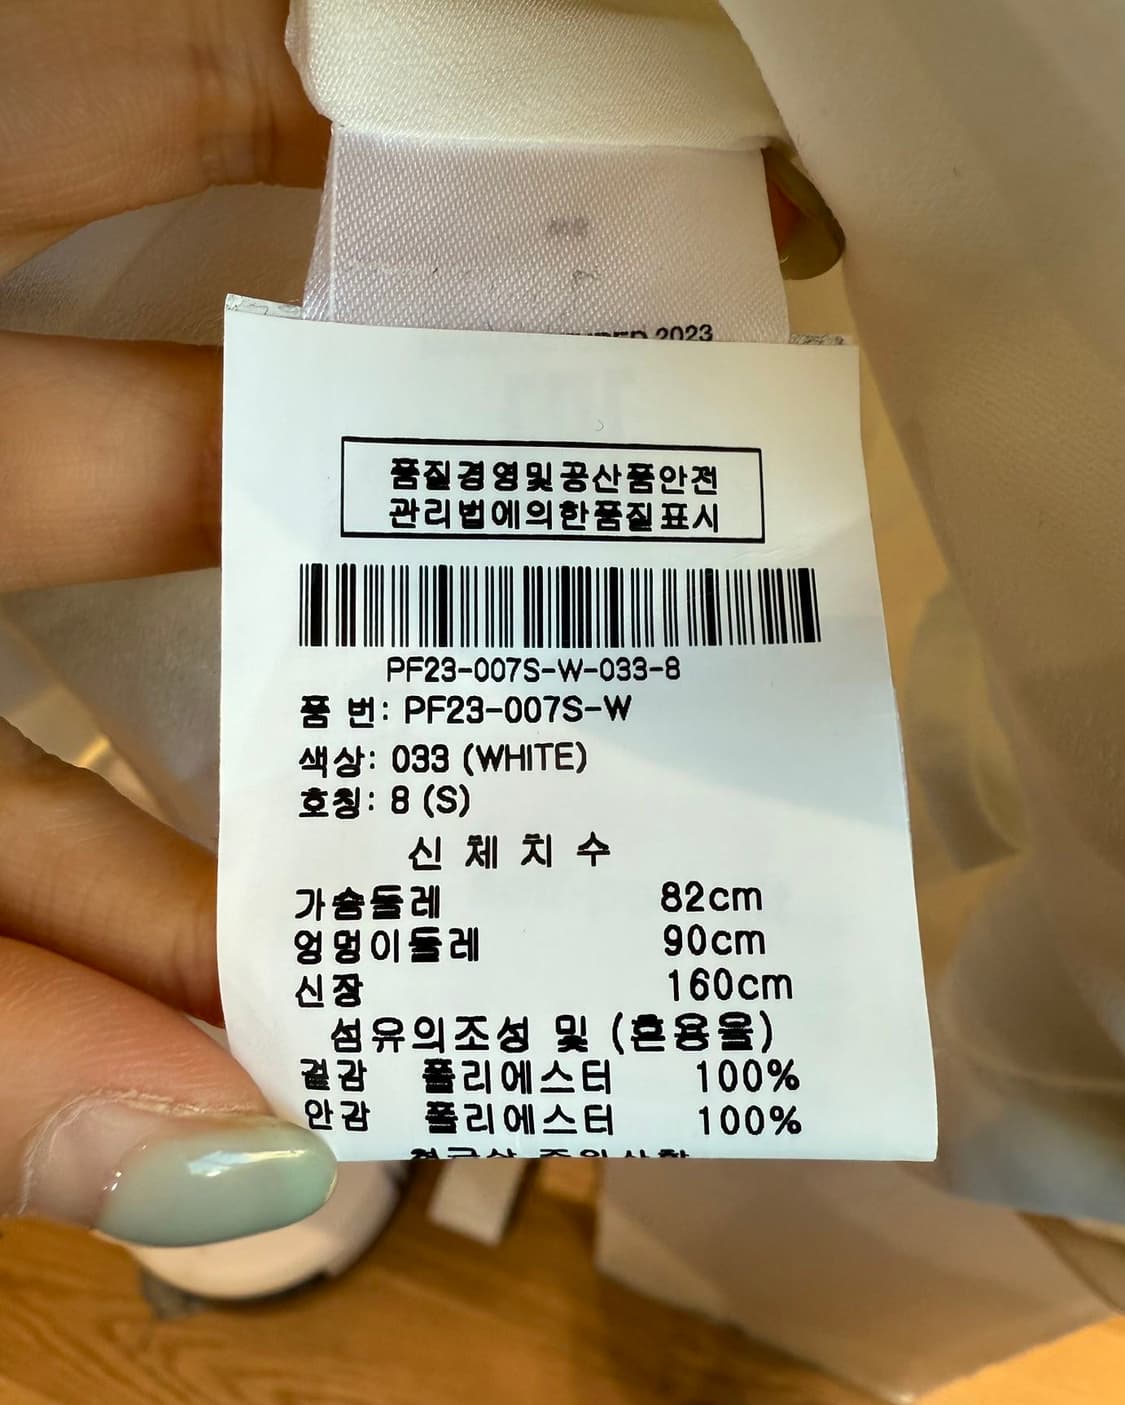 2023
품질경영및공산품안전
관리법에의한품질표시
PF23-007S-W-033-8
품 번: PF23-007S-W
색상: 033 (WHITE)
호칭: 8 (S)
신 체 치 수
가슴둘레 82cm
엉덩이둘레 90cm
신장 160cm
섬유의조성 및 (혼용율)
겉감 폴리에스터 100%
안감 폴리에스터 100%